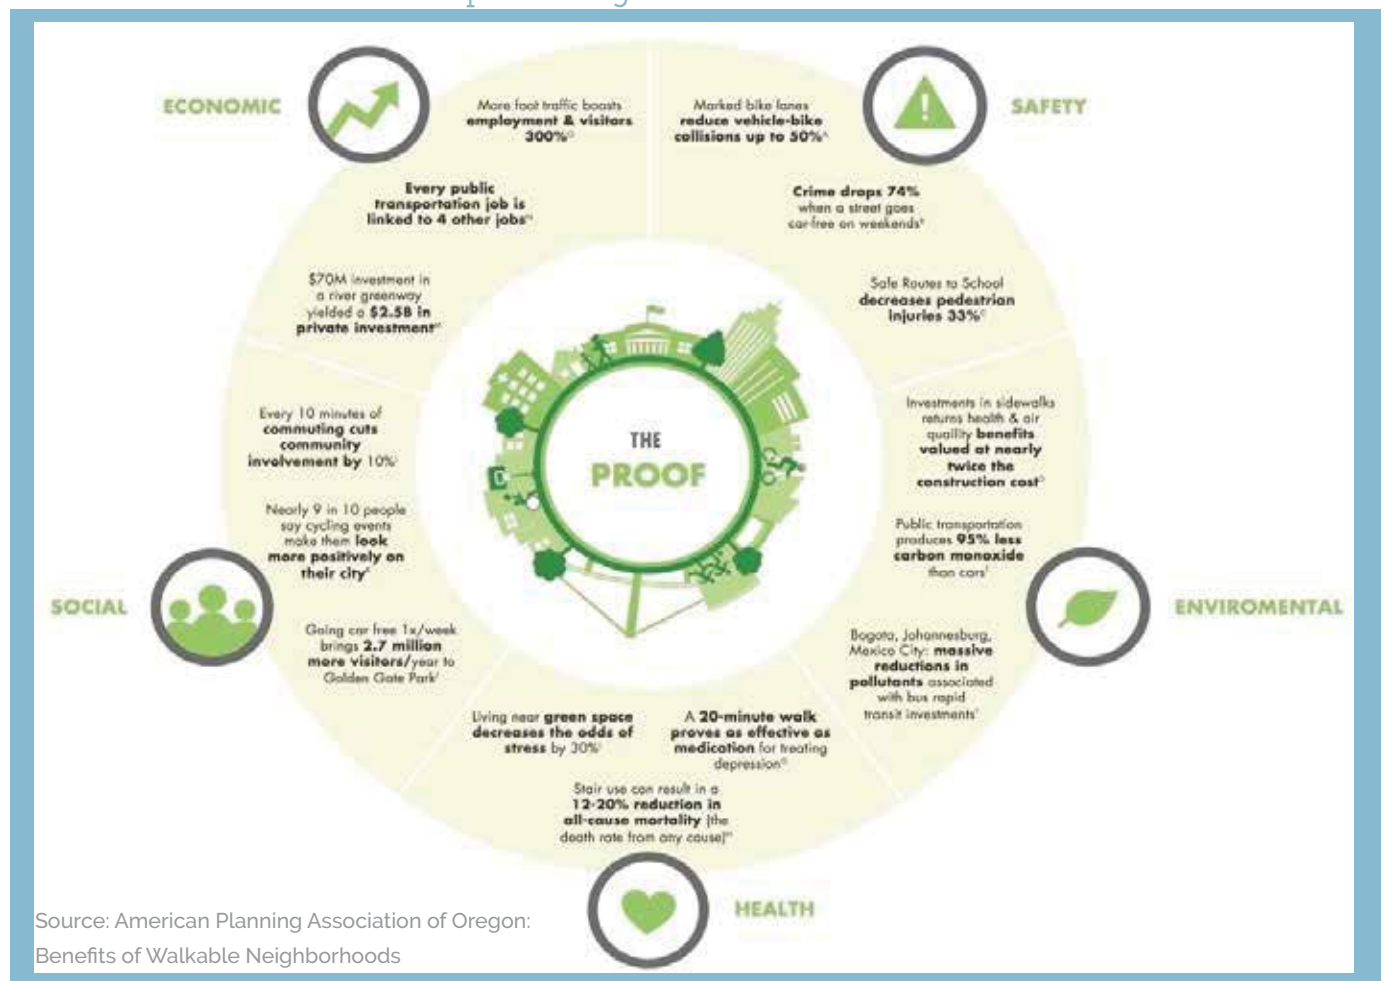 ECONOMIC
More foot traffic boosts
employment & visitors
300%
Every public
transportation job is
linked to 4 other jobs
$70M investment in
a river greenway
yielded a $2.5B in
private investment
SAFETY
Marked bike lanes
reduce vehicle-bike
collisions up to 50%
Crime drops 74%
when a street goes
car-free on weekends
Safe Routes to School
decreases pedestrian
injuries 33%
THE
PROOF
Every 10 minutes of
commuting cuts
community
involvement by 10%
Nearly 9 in 10 people
say cycling events
make them look
more positively on
their city
Going car free 1x/week
brings 2.7 million
more visitors/year to
Golden Gate Park
SOCIAL
Investments in sidewalks
returns health & air
quality benefits
valued at nearly
twice the
construction cost
Public transportation
produces 95% less
carbon monoxide
than cars
Bogota, Johannesburg,
Mexico City: massive
reductions in
pollutants associated
with bus rapid
transit investments
ENVIROMENTAL
Living near green space
decreases the odds of
stress by 30%
A 20-minute walk
proves as effective as
medication for treating
depression
Stair use can result in a
12-20% reduction in
all-cause mortality (the
death rate from any cause)
HEALTH
Source: American Planning Association of Oregon:
Benefits of Walkable Neighborhoods